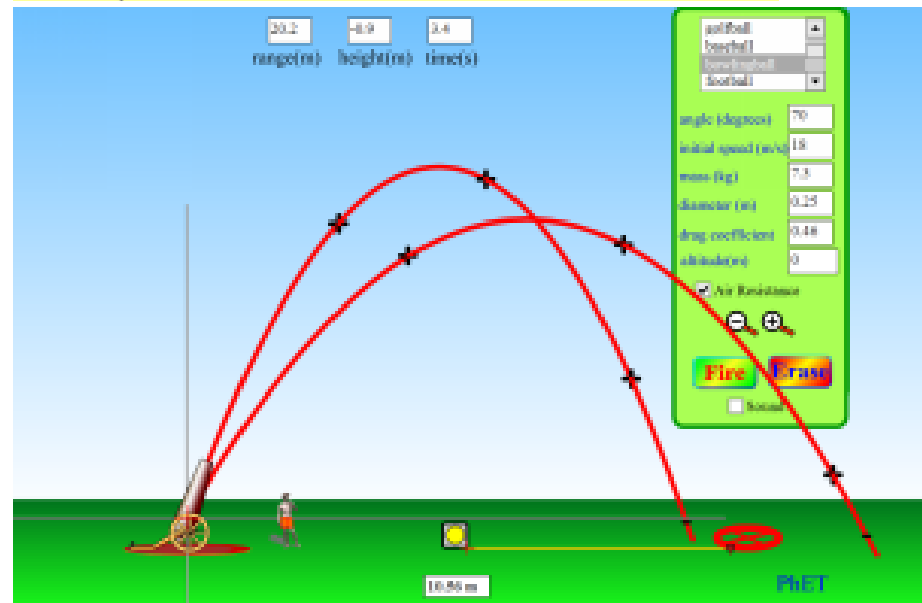 20.2 -0.9 3.4
range(m) height(m) time(s)
golfball
baseball
bowlingball
football
angle (degrees) 70
initial speed (m/s) 18
mass (kg) 7.3
diameter (m) 0.25
drag coefficient 0.46
altitude(m) 0
Air Resistance
Fire Erase
Sound
10.56 m
PhET